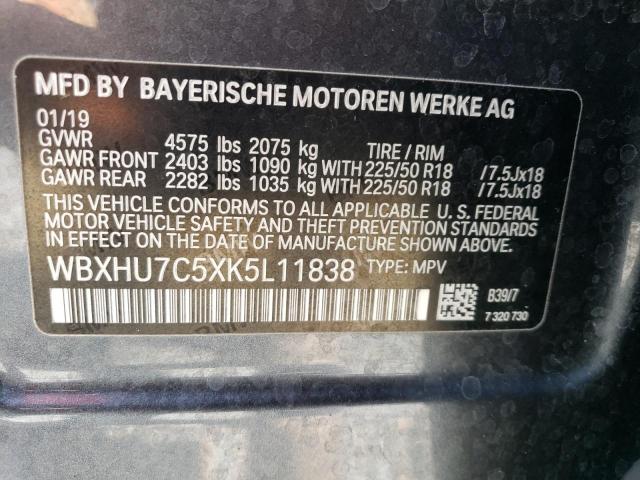 MFD BY BAYERISCHE MOTOREN WERKE AG
01/19
GVWR 4575 lbs 2075 kg TIRE / RIM
GAWR FRONT 2403 lbs 1090 kg WITH 225/50 R18 / 7.5Jx18
GAWR REAR 2282 lbs 1035 kg WITH 225/50 R18 / 7.5Jx18
THIS VEHICLE CONFORMS TO ALL APPLICABLE U. S. FEDERAL
MOTOR VEHICLE SAFETY AND THEFT PREVENTION STANDARDS
IN EFFECT ON THE DATE OF MANUFACTURE SHOWN ABOVE.
WBXHU7C5XK5L11838 TYPE: MPV
B39/7
7 320 730